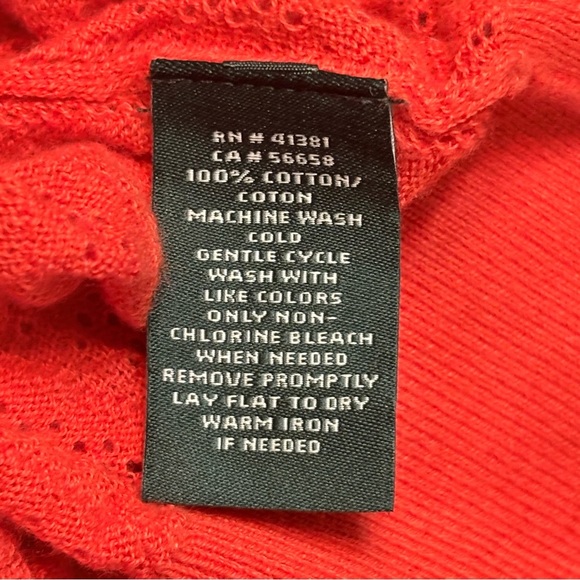 RN # 41381
CA # 56658
100% COTTON/
COTON
MACHINE WASH
COLD
GENTLE CYCLE
WASH WITH
LIKE COLORS
ONLY NON-
CHLORINE BLEACH
WHEN NEEDED
REMOVE PROMPTLY
LAY FLAT TO DRY
WARM IRON
IF NEEDED